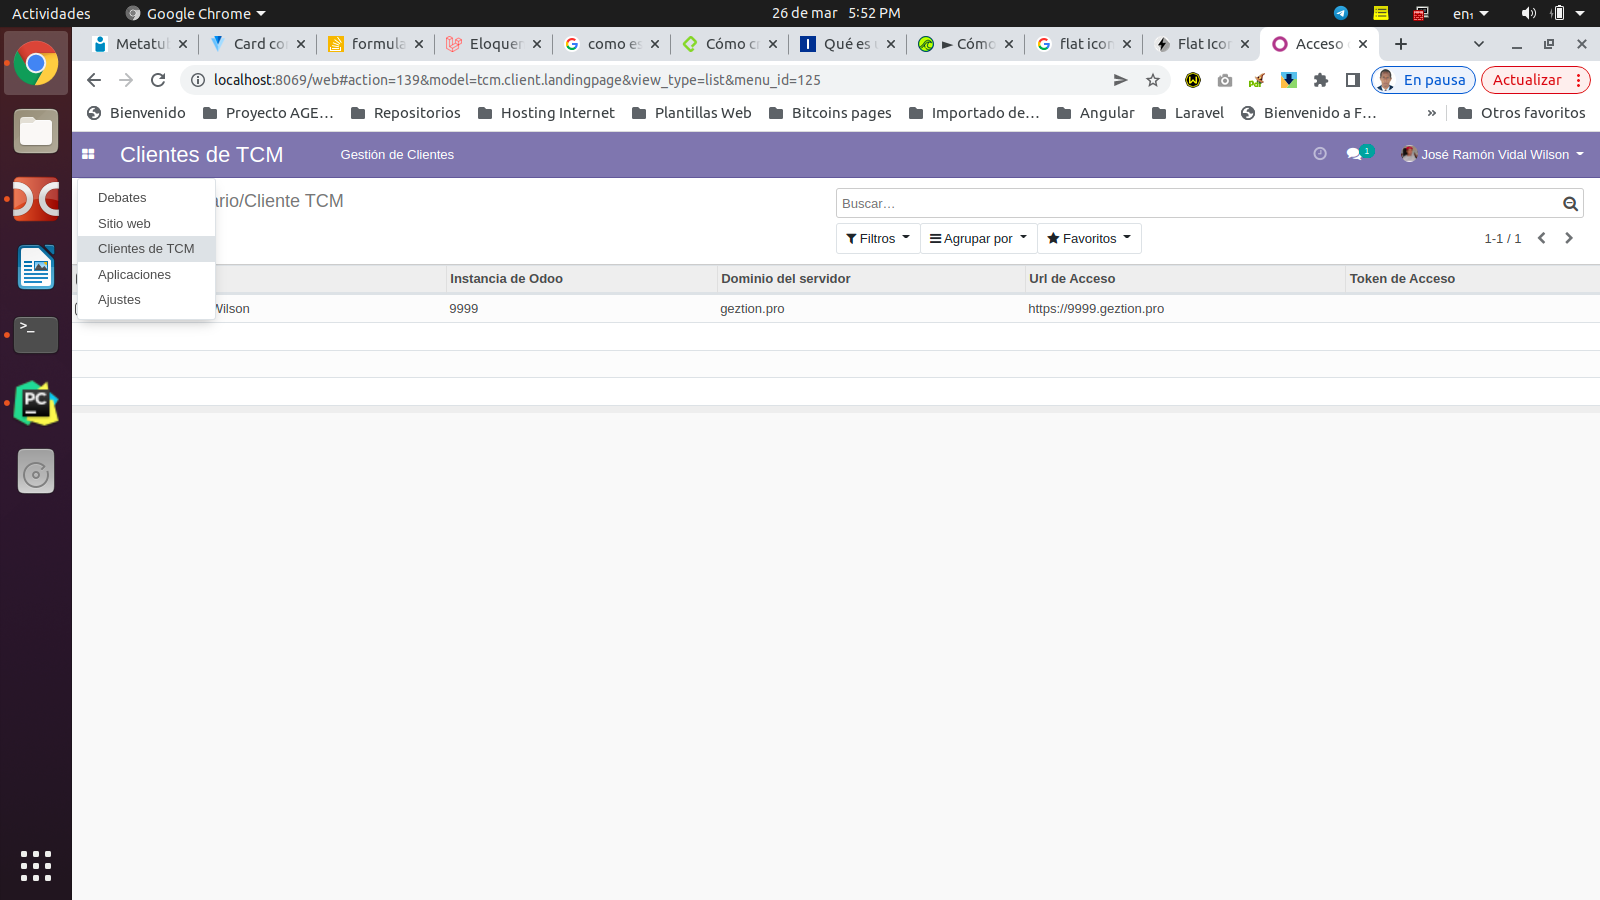 Actividades
Google Chrome
26 de mar 5:52 PM
en₁
Metatul
Card co
formula
Eloquen
como es
Cómo c
Qué es
► Cómo
flat icon
Flat Icon
Acceso
localhost:8069/web#action=139&model=tcm.client.landingpage&view_type=list&menu_id=125
En pausa
Actualizar
Bienvenido
Proyecto AGE…
Repositorios
Hosting Internet
Plantillas Web
Bitcoins pages
Importado de…
Angular
Laravel
Bienvenido a F…
»
Otros favoritos
Clientes de TCM
Gestión de Clientes
1
José Ramón Vidal Wilson
Debates
Sitio web
Clientes de TCM
Aplicaciones
Ajustes
ario/Cliente TCM
Buscar...
Filtros
Agrupar por
Favoritos
1-1 / 1
Instancia de Odoo
Dominio del servidor
Url de Acceso
Token de Acceso
Wilson
9999
geztion.pro
https://9999.geztion.pro